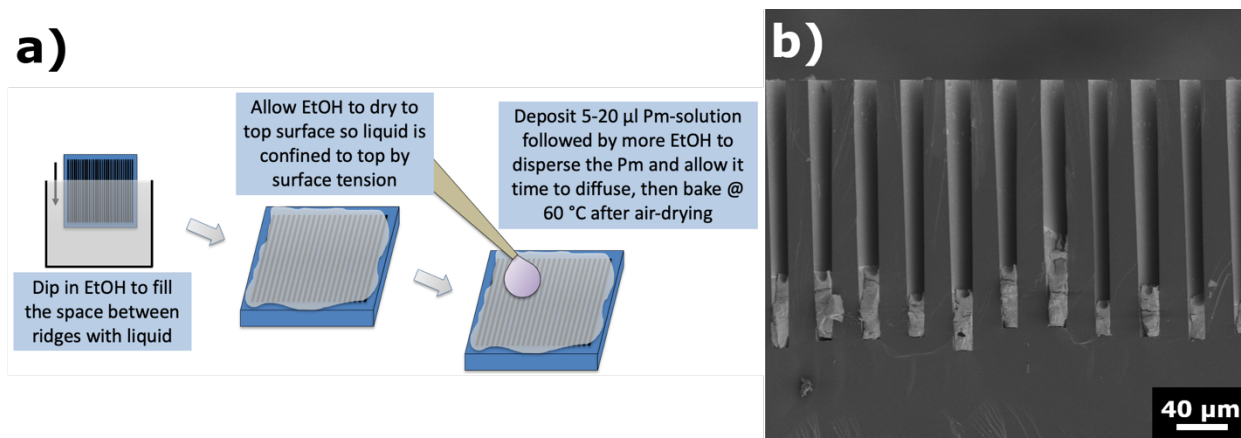 a)
Dip in EtOH to fill
the space between
ridges with liquid
Allow EtOH to dry to
top surface so liquid is
confined to top by
surface tension
Deposit 5-20 µl Pm-solution
followed by more EtOH to
disperse the Pm and allow it
time to diffuse, then bake @
60 °C after air-drying
b)
40 µm